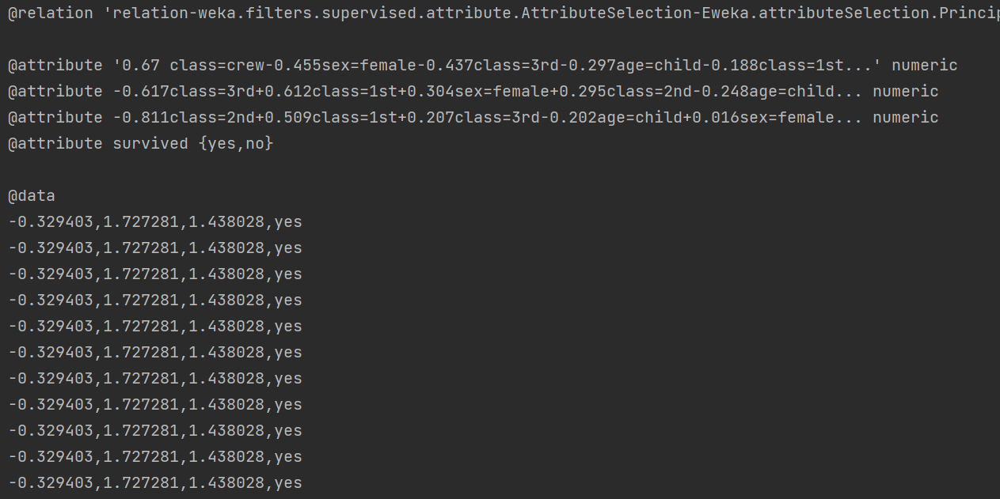 @relation 'relation-weka.filters.supervised.attribute.AttributeSelection-Eweka.attributeSelection.Princip
@attribute '0.67 class=crew-0.455sex=female-0.437class=3rd-0.297age=child-0.188class=1st...' numeric
@attribute -0.617class=3rd+0.612class=1st+0.304sex=female+0.295class=2nd-0.248age=child... numeric
@attribute -0.811class=2nd+0.509class=1st+0.207class=3rd-0.202age=child+0.016sex=female... numeric
@attribute survived {yes,no}
@data
-0.329403,1.727281,1.438028,yes
-0.329403,1.727281,1.438028,yes
-0.329403,1.727281,1.438028,yes
-0.329403,1.727281,1.438028,yes
-0.329403,1.727281,1.438028,yes
-0.329403,1.727281,1.438028,yes
-0.329403,1.727281,1.438028,yes
-0.329403,1.727281,1.438028,yes
-0.329403,1.727281,1.438028,yes
-0.329403,1.727281,1.438028,yes
-0.329403,1.727281,1.438028,yes